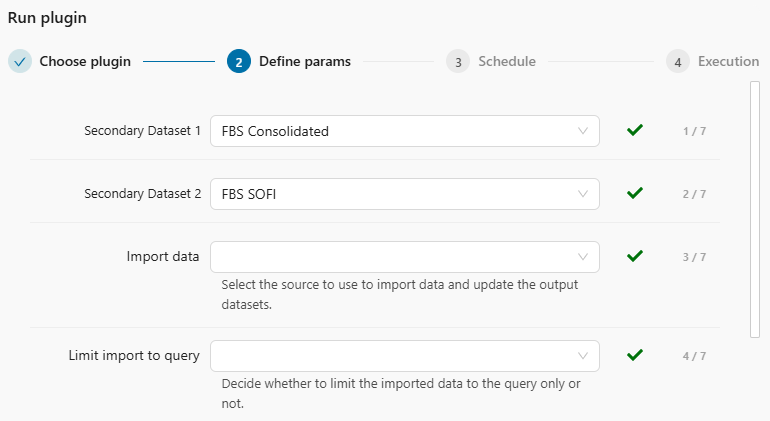 Run plugin
Choose plugin
2 Define params
3 Schedule
4 Execution
Secondary Dataset 1 FBS Consolidated 1 / 7
Secondary Dataset 2 FBS SOFI 2 / 7
Import data 3 / 7
Select the source to use to import data and update the output
datasets.
Limit import to query 4 / 7
Decide whether to limit the imported data to the query only or
not.